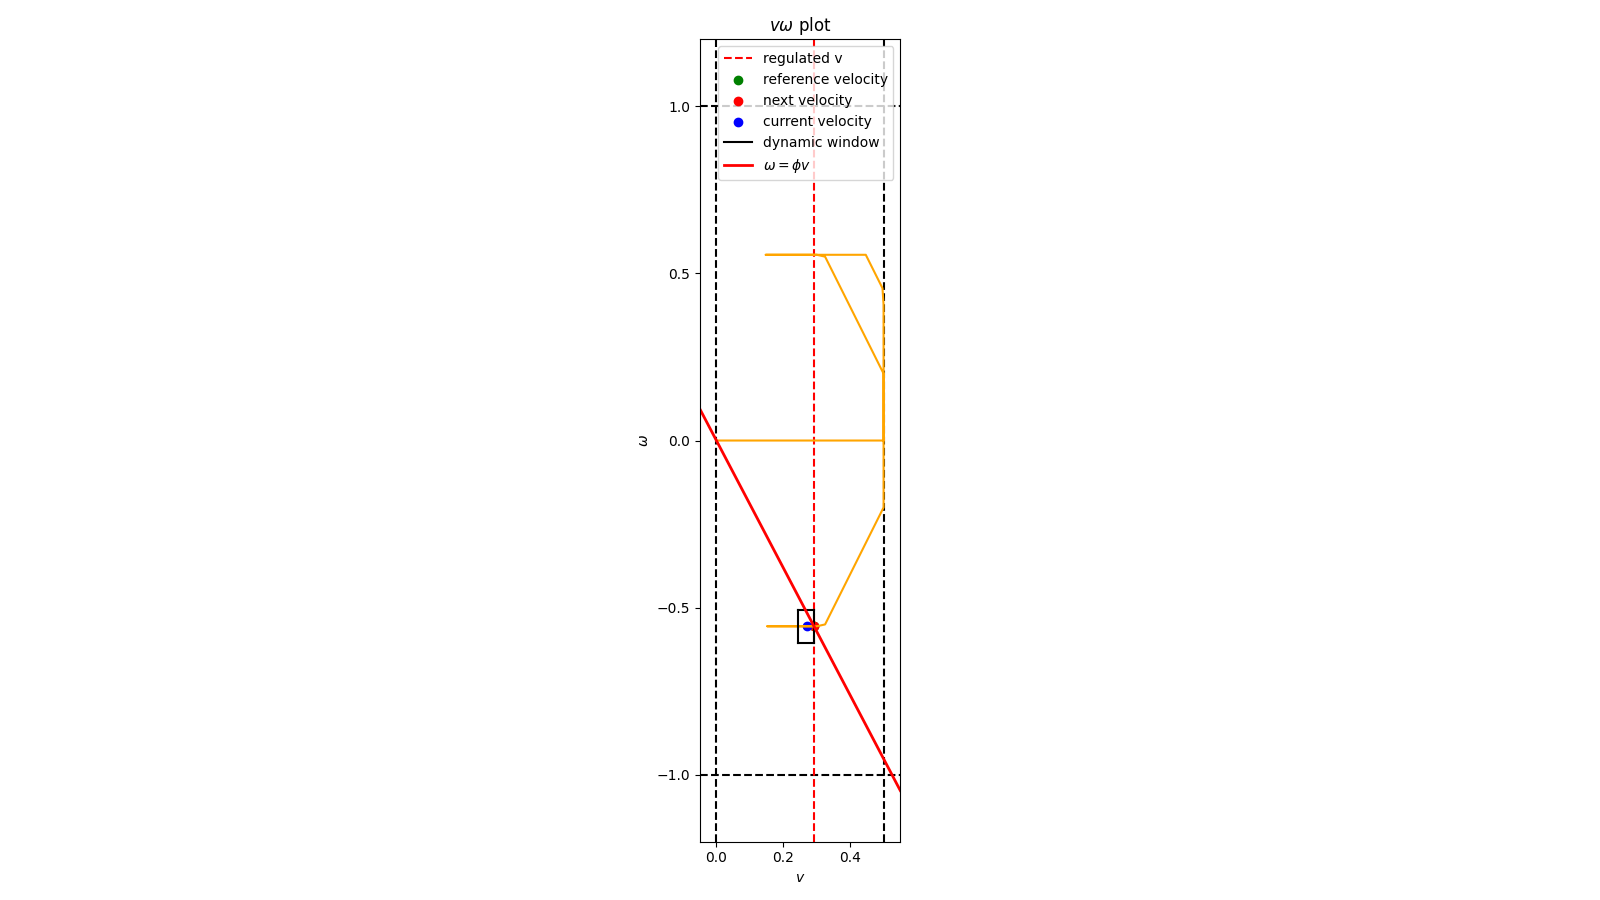 vω plot
regulated v
reference velocity
next velocity
current velocity
dynamic window
ω = ϕv
1.0
0.5
0.0
−0.5
−1.0
ω
0.0 0.2 0.4
v